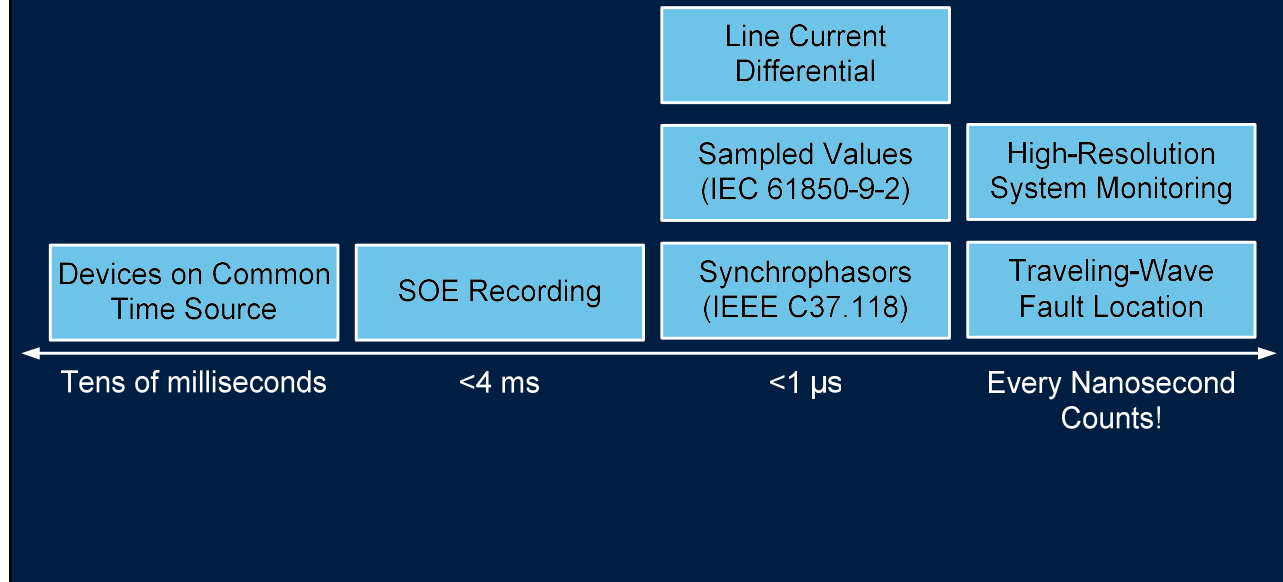 Line Current
Differential
Sampled Values
(IEC 61850-9-2)
High-Resolution
System Monitoring
Devices on Common
Time Source
SOE Recording
Synchrophasors
(IEEE C37.118)
Traveling-Wave
Fault Location
Tens of milliseconds
<4 ms
<1 µs
Every Nanosecond
Counts!